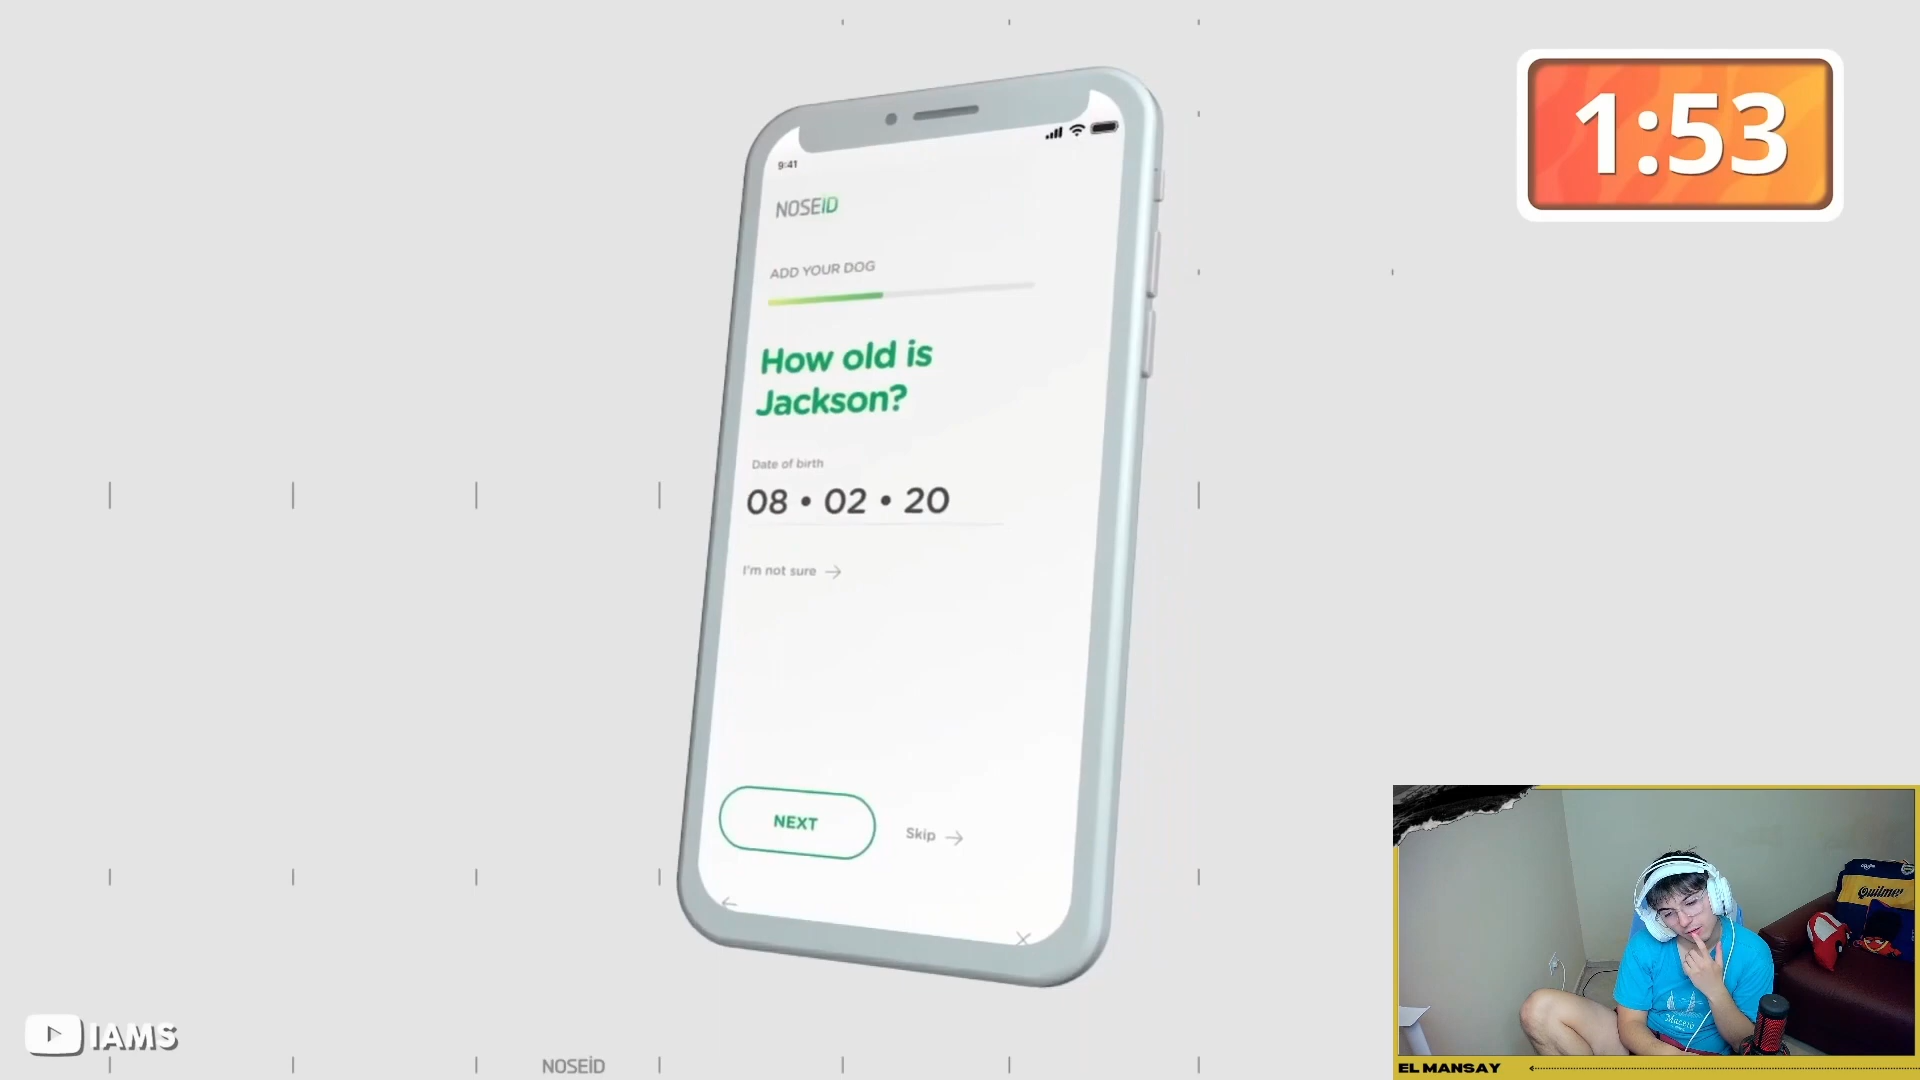 1:53
9:41
NOSEiD
ADD YOUR DOG
How old is
Jackson?
Date of birth
08 • 02 • 20
I'm not sure →
NEXT
Skip →
IAMS
NOSEiD
Quilmes
Maceió
EL MANSAY